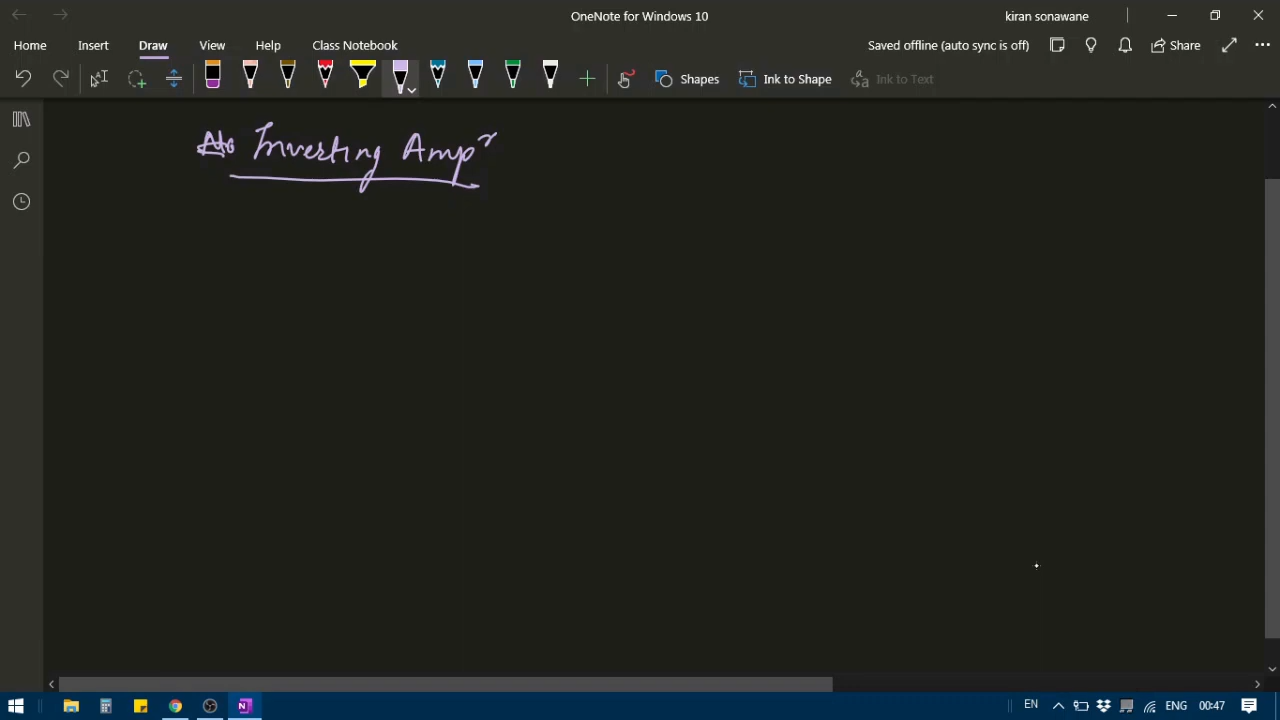 OneNote for Windows 10
kiran sonawane
Home Insert Draw View Help Class Notebook
Saved offline (auto sync is off) Share
Shapes Ink to Shape Ink to Text
Inverting Ampr
EN ENG 00:47